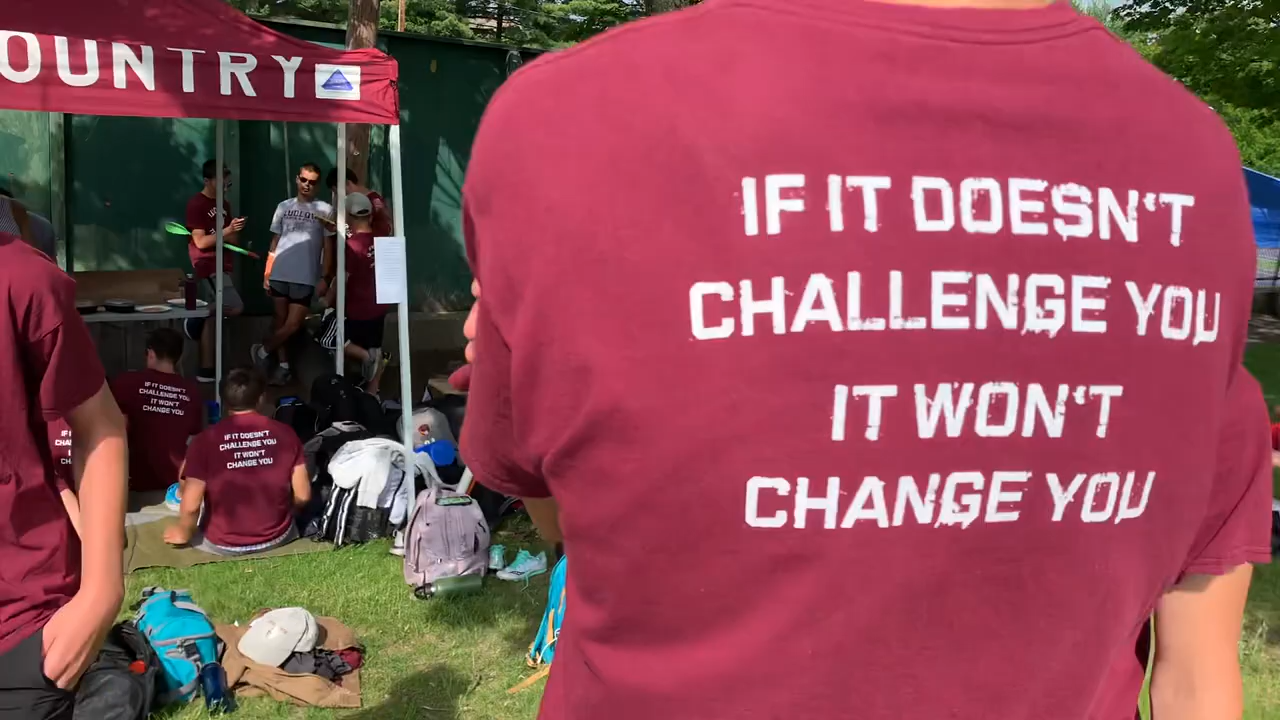 OUNTRY
IF IT DOESN'T
CHALLENGE YOU
IT WON'T
CHANGE YOU
LUDLOW
IF IT DOESN'T
CHALLENGE YOU
IT WON'T
CHANGE YOU
IF IT DOESN'T
CHALLENGE YOU
IT WON'T
CHANGE YOU